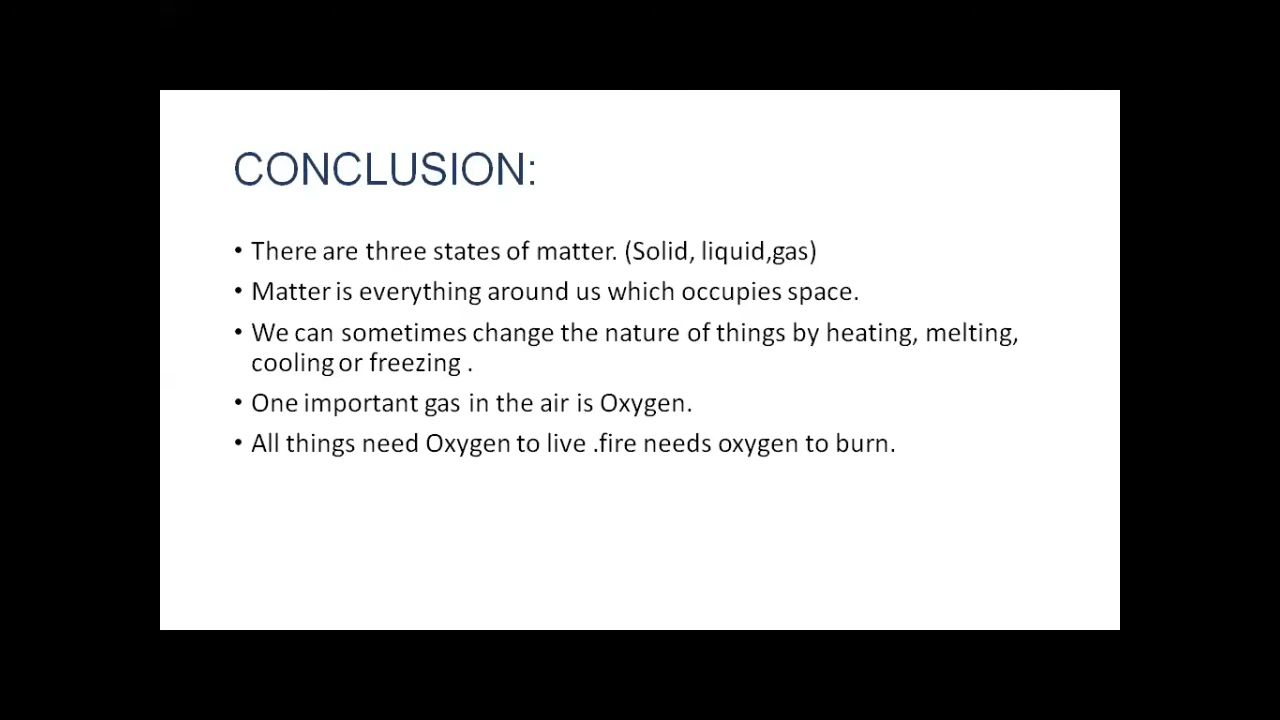 CONCLUSION:
• There are three states of matter. (Solid, liquid,gas)
• Matter is everything around us which occupies space.
• We can sometimes change the nature of things by heating, melting,
cooling or freezing .
• One important gas in the air is Oxygen.
• All things need Oxygen to live .fire needs oxygen to burn.